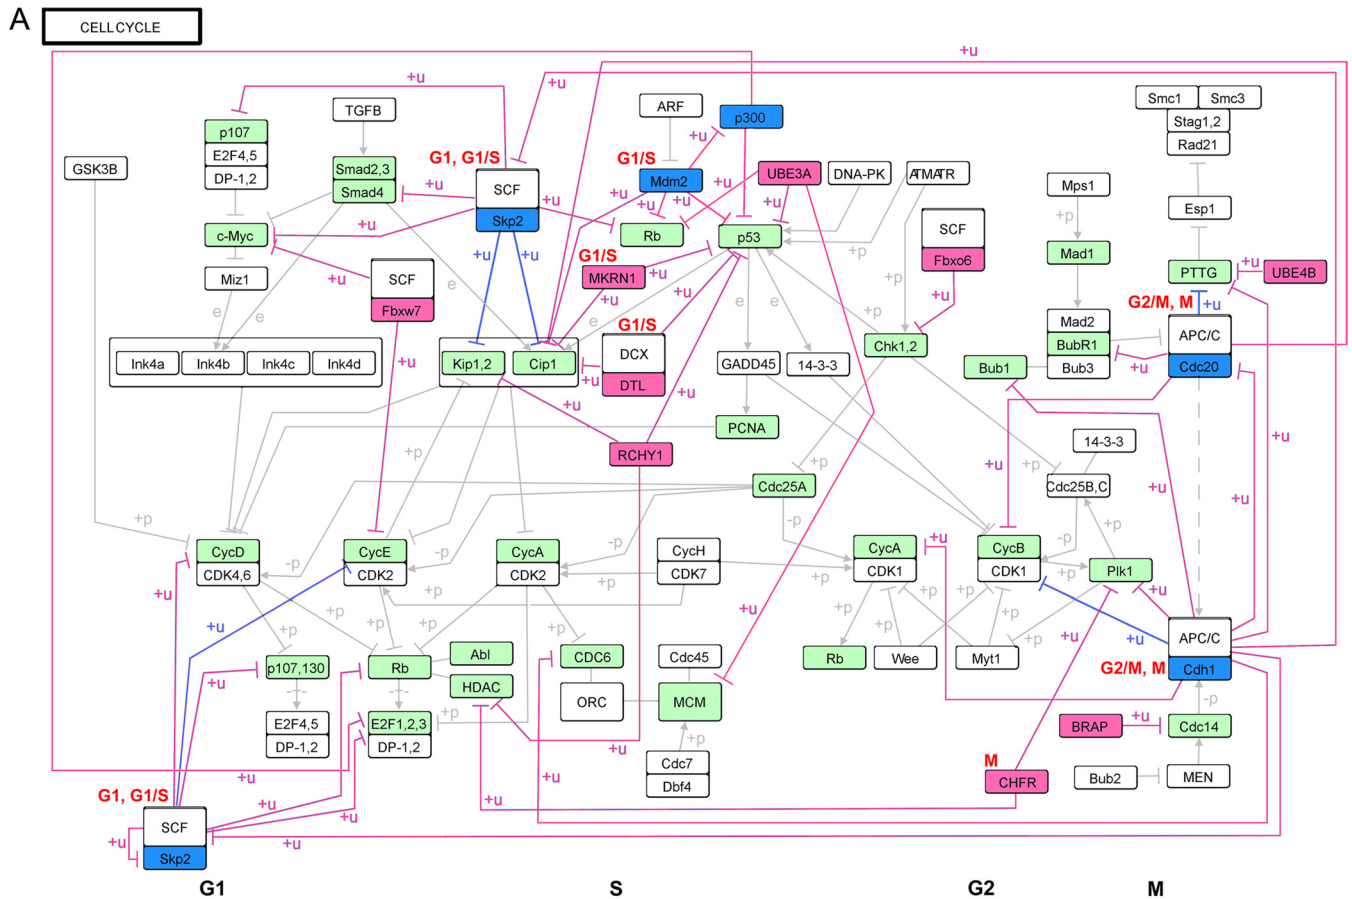 A
CELL CYCLE
+u
+u
+u
TGFB
ARF
p300
Smc1
Smc3
p107
Stag1,2
E2F4,5
Rad21
DP-1,2
GSK3B
Smad2,3
Smad4
G1, G1/S
SCF
Skp2
G1/S
Mdm2
+u
UBE3A
DNA-PK
ATM
ATR
Mps1
+p
Esp1
+u
+u
+u
+u
+u
+u
c-Myc
Rb
p53
SCF
Fbxo6
+p
Mad1
+u
+u
+u
Miz1
+u
SCF
Fbxw7
G1/S
MKRN1
+u
+u
+u
PTTG
+u
UBE4B
G2/M, M
+u
e
e
e
e
e
+p
G1/S
DCX
DTL
+u
Mad2
BubR1
Bub3
APC/C
Cdc20
+u
Ink4a
Ink4b
Ink4c
Ink4d
Kip1,2
Cip1
GADD45
14-3-3
Chk1,2
Bub1
+u
+u
+u
PCNA
RCHY1
14-3-3
+p
+p
+u
+u
+u
+u
Cdc25A
Cdc25B,C
+p
-p
-p
-p
-p
+p
CycD
CDK4,6
CycE
CDK2
CycA
CDK2
CycH
CDK7
CycA
CDK1
+u
CycB
CDK1
+p
Plk1
+u
+u
+u
+p
+p
+p
+p
+p
+p
+p
+p
+p
+p
+p
+u
+u
APC/C
Cdh1
G2/M, M
p107,130
Rb
Abl
HDAC
CDC6
Cdc45
Rb
Wee
Myt1
+u
ORC
MCM
-p
E2F4,5
DP-1,2
E2F1,2,3
DP-1,2
+p
+p
BRAP
+u
Cdc14
Cdc7
Dbf4
M
CHFR
Bub2
MEN
+u
+u
+u
G1, G1/S
SCF
Skp2
+u
+u
+u
+u
G1
S
G2
M